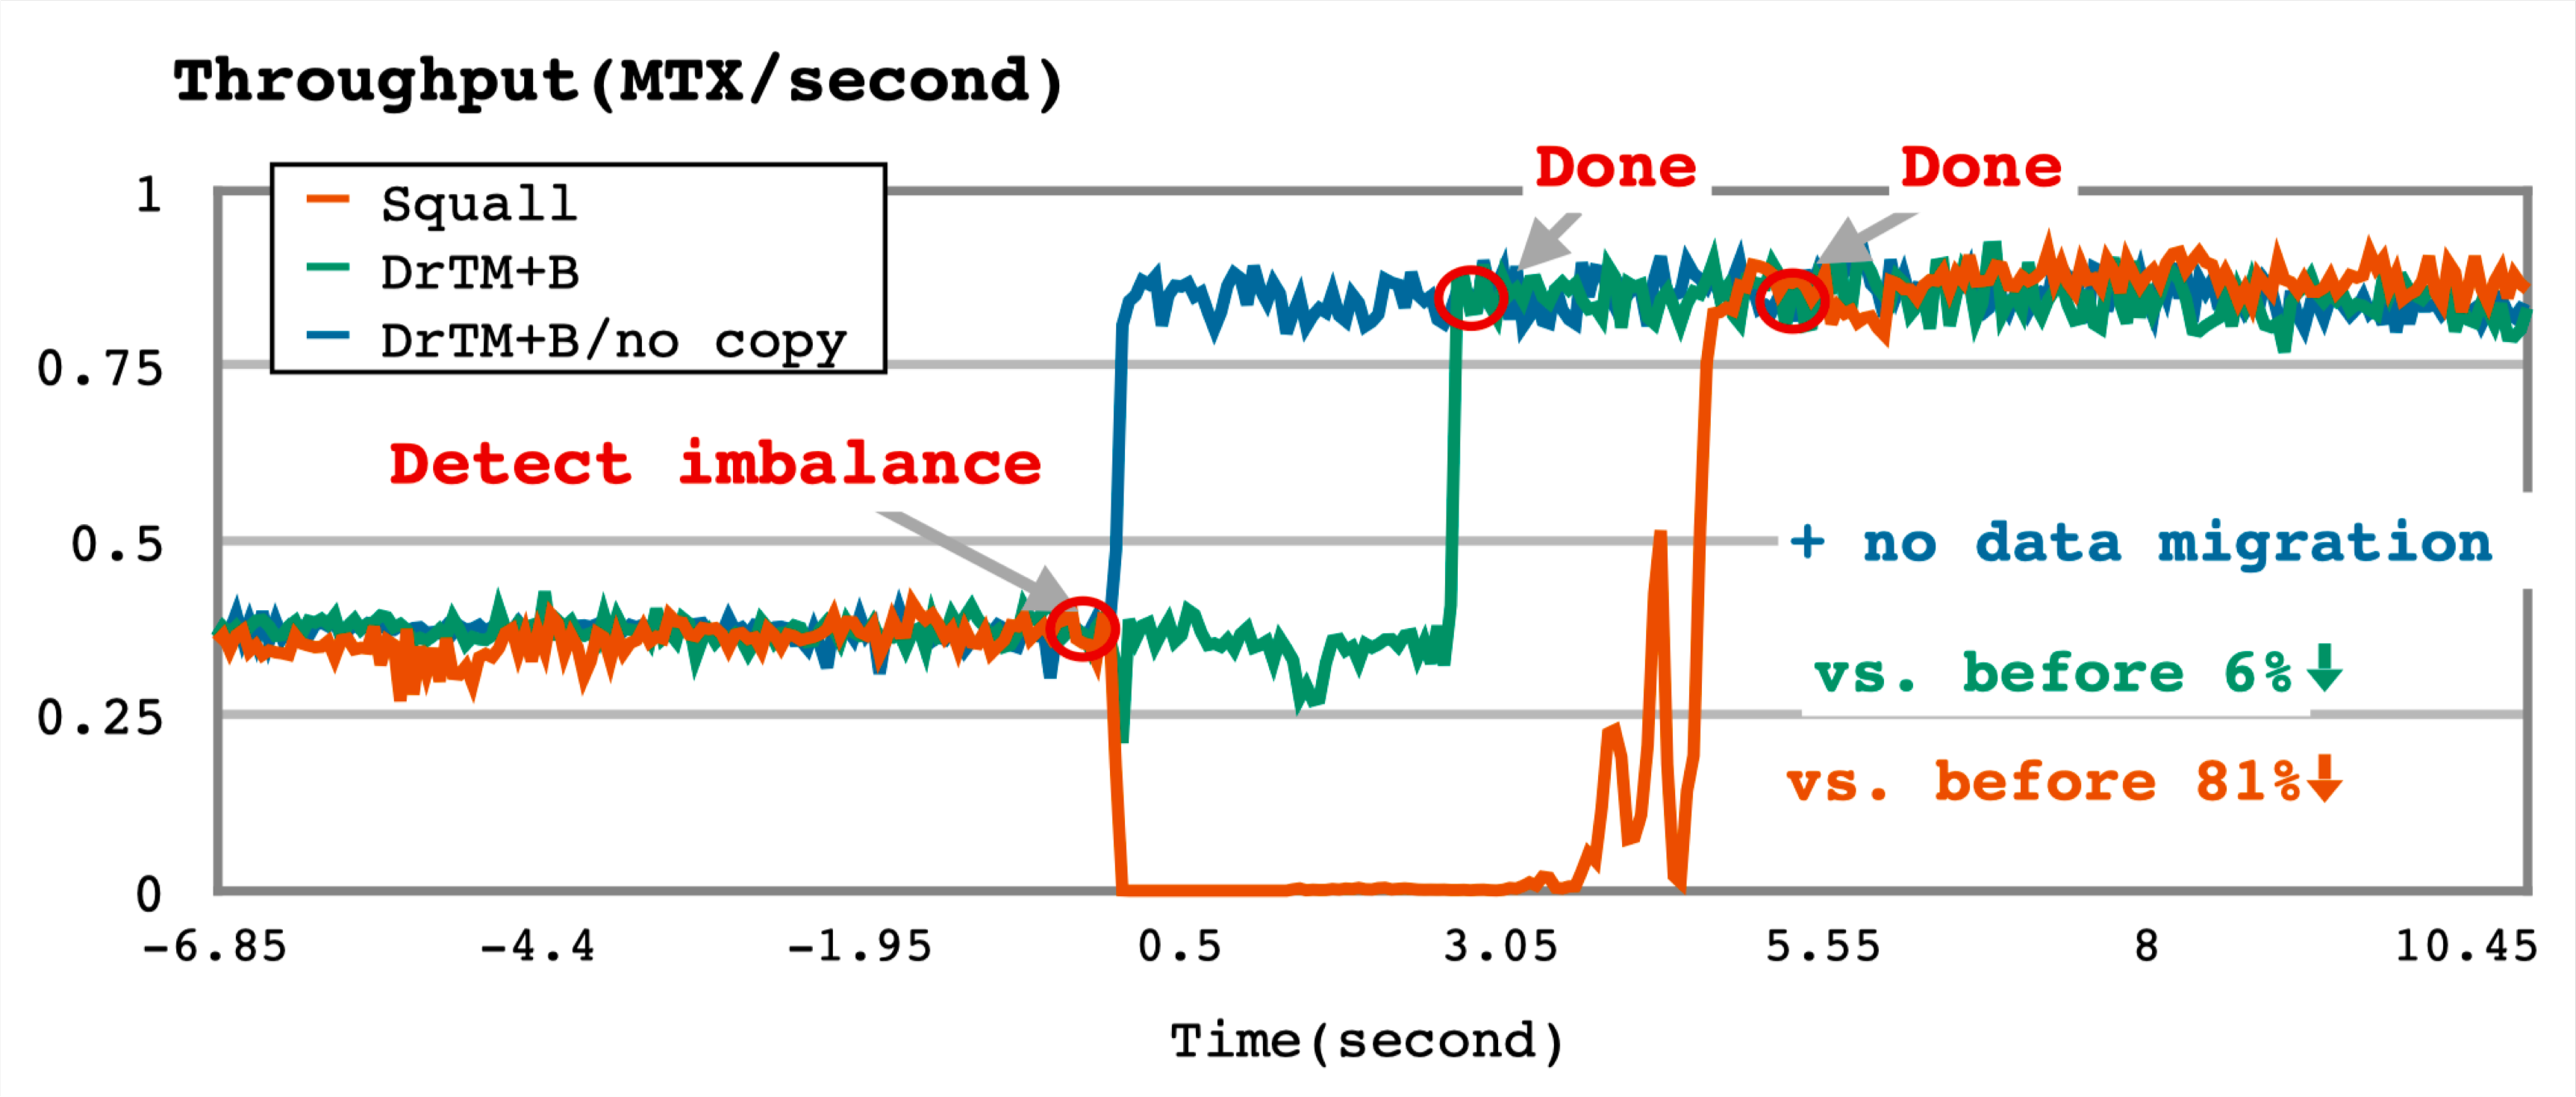 Throughput(MTX/second)
Done
Done
1
Squall
DrTM+B
DrTM+B/no copy
0.75
Detect imbalance
0.5
+ no data migration
vs. before 6%⬇
0.25
vs. before 81%⬇
0
-6.85
-4.4
-1.95
0.5
3.05
5.55
8
10.45
Time(second)